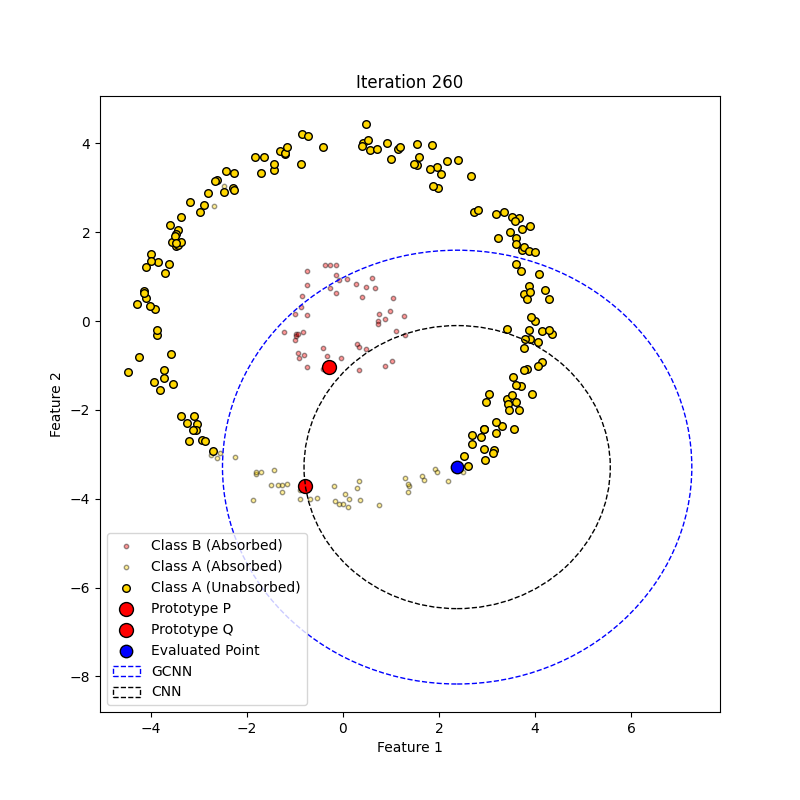 Iteration 260
Feature 2
4
2
0
−2
−4
−6
−8
Class B (Absorbed)
Class A (Absorbed)
Class A (Unabsorbed)
Prototype P
Prototype Q
Evaluated Point
GCNN
CNN
−4 −2 0 2 4 6
Feature 1